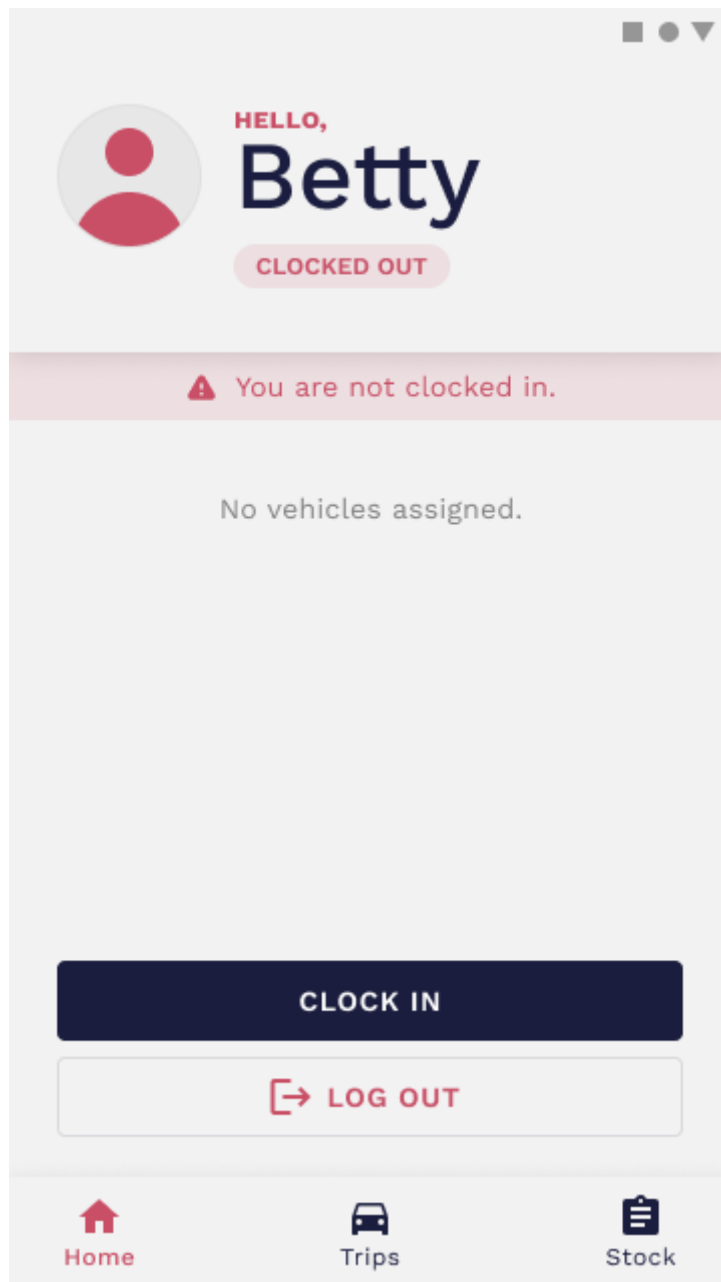 HELLO,
Betty
CLOCKED OUT
You are not clocked in.
No vehicles assigned.
CLOCK IN
LOG OUT
Home
Trips
Stock